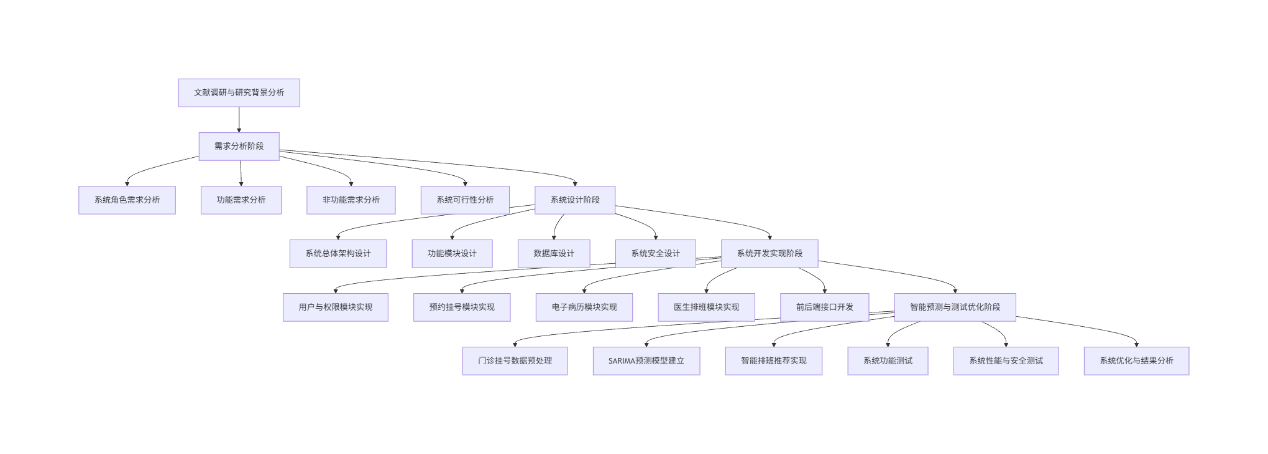 文献调研与研究背景分析
需求分析阶段
系统角色需求分析
功能需求分析
非功能需求分析
系统可行性分析
系统设计阶段
系统总体架构设计
功能模块设计
数据库设计
系统安全设计
系统开发实现阶段
用户与权限模块实现
预约挂号模块实现
电子病历模块实现
医生排班模块实现
前后端接口开发
智能预测与测试优化阶段
门诊挂号数据预处理
SARIMA预测模型建立
智能排班推荐实现
系统功能测试
系统性能与安全测试
系统优化与结果分析